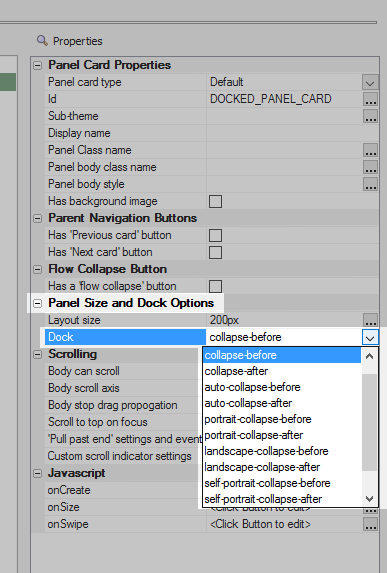 Properties
Panel Card Properties
Panel card type Default
Id DOCKED_PANEL_CARD ...
Sub-theme ...
Display name
Panel Class name ...
Panel body class name ...
Panel body style ...
Has background image
Parent Navigation Buttons
Has 'Previous card' button
Has 'Next card' button
Flow Collapse Button
Has a 'flow collapse' button
Panel Size and Dock Options
Layout size 200px ...
Dock collapse-before
Scrolling collapse-before
Body can scroll collapse-after
Body scroll axis auto-collapse-before
Body stop drag propogation auto-collapse-after
Scroll to top on focus portrait-collapse-before
'Pull past end' settings and event portrait-collapse-after
Custom scroll indicator settings landscape-collapse-before
Javascript landscape-collapse-after
onCreate self-portrait-collapse-before
onSize self-portrait-collapse-after
<Click Button to edit> ...
onSwipe <Click Button to edit> ...